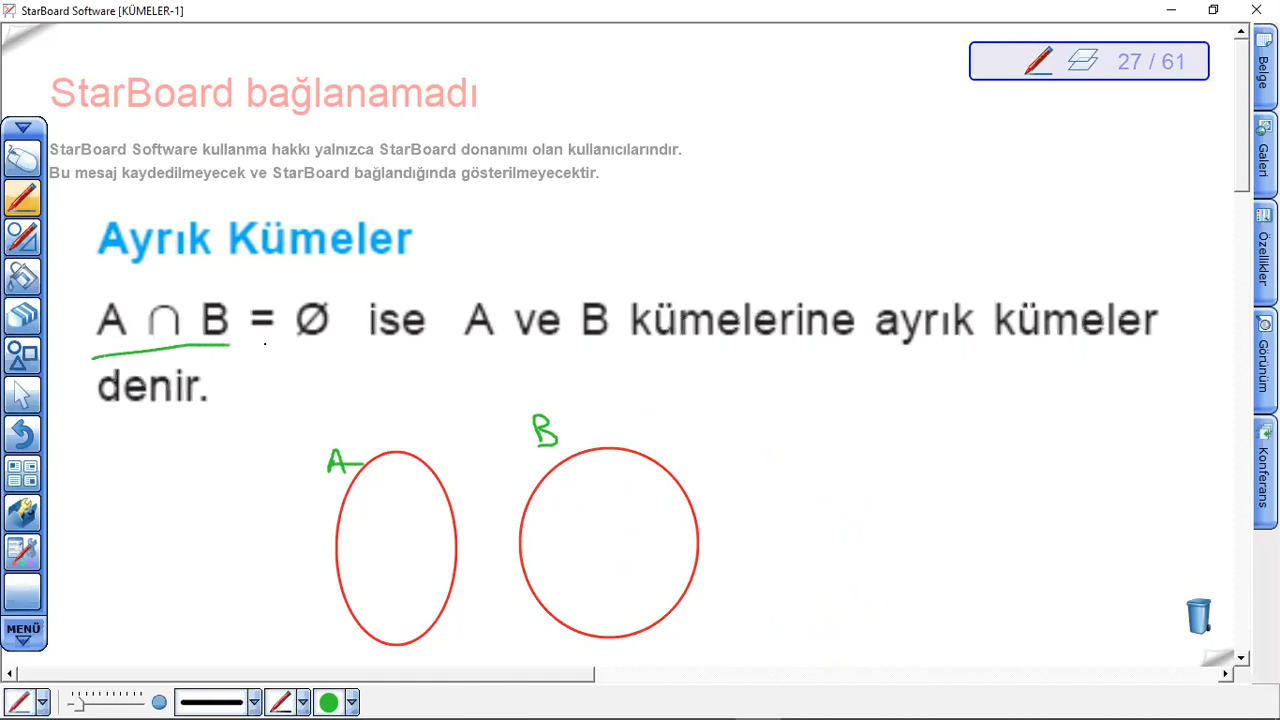 StarBoard Software [KÜMELER-1]
27 / 61
StarBoard bağlanamadı
StarBoard Software kullanma hakkı yalnızca StarBoard donanımı olan kullanıcılarındır.
Bu mesaj kaydedilmeyecek ve StarBoard bağlandığında gösterilmeyecektir.
Ayrık Kümeler
A ∩ B = Ø ise A ve B kümelerine ayrık kümeler
denir.
A
B
MENÜ
Belge
Galeri
Özellikler
Görünüm
Konferans